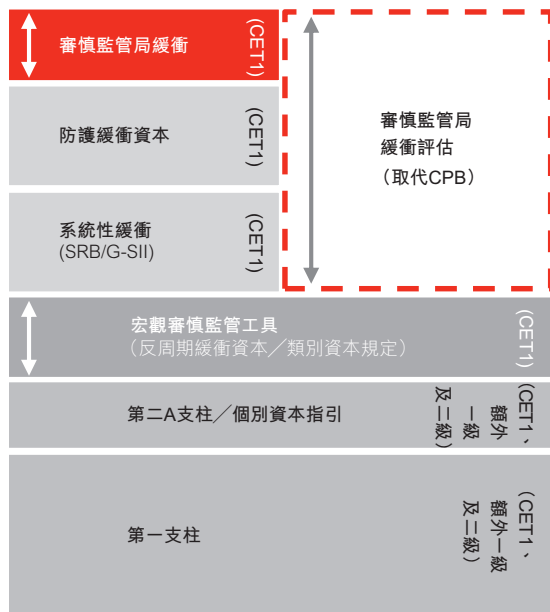 審慎監管局緩衝
(CET1)
防護緩衝資本
(CET1)
系統性緩衝
(SRB/G-SII)
(CET1)
審慎監管局
緩衝評估
（取代CPB）
宏觀審慎監管工具
（反周期緩衝資本／類別資本規定）
(CET1)
第二A支柱／個別資本指引
(CET1、
額外
一級
及二級)
第一支柱
(CET1、
額外一級
及二級)